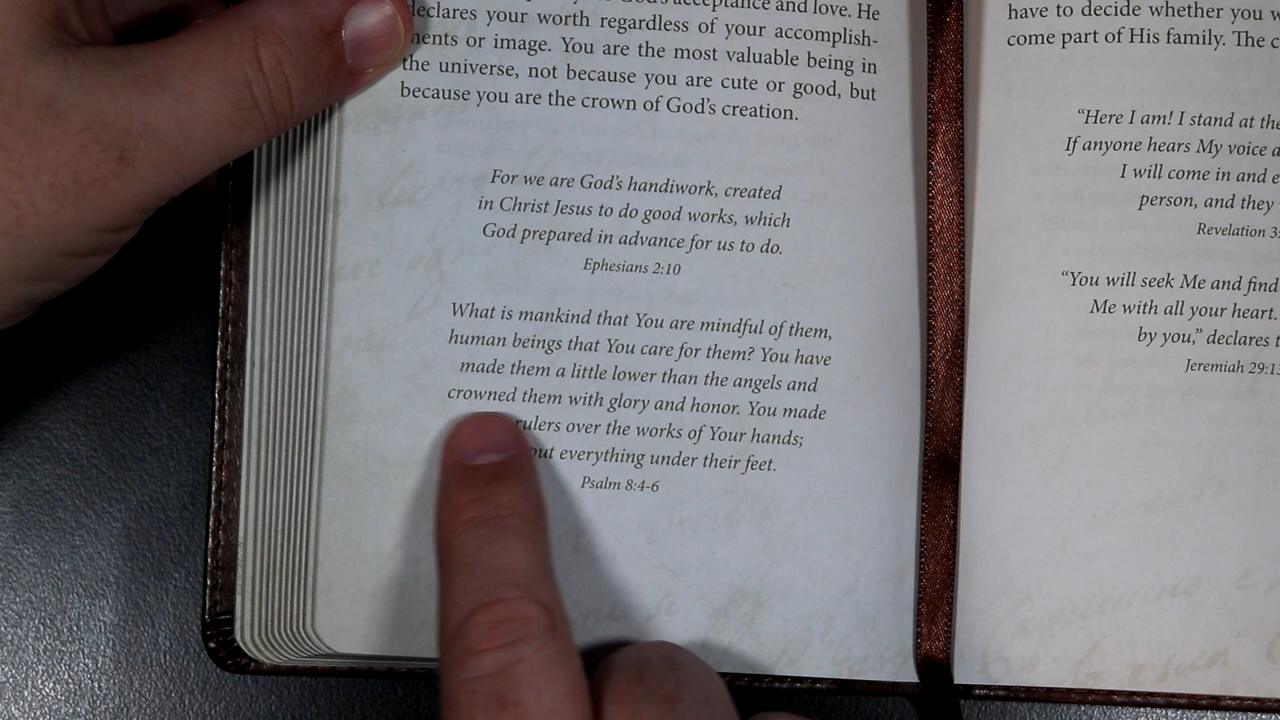 God's acceptance and love. He
declares your worth regardless of your accomplish-
ments or image. You are the most valuable being in
the universe, not because you are cute or good, but
because you are the crown of God's creation.
For we are God's handiwork, created
in Christ Jesus to do good works, which
God prepared in advance for us to do.
Ephesians 2:10
What is mankind that You are mindful of them,
human beings that You care for them? You have
made them a little lower than the angels and
crowned them with glory and honor. You made
rulers over the works of Your hands;
everything under their feet.
Psalm 8:4-6
have to decide whether you
come part of His family. The
“Here I am! I stand at the
If anyone hears My voice
I will come in and
person, and they
Revelation 3:
“You will seek Me and find
Me with all your heart.
by you,” declares
Jeremiah 29:13